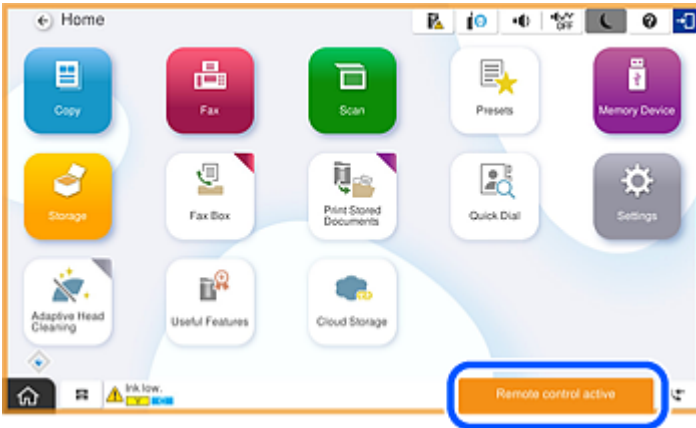 Home
OFF
Copy
Fax
Scan
Presets
Memory Device
Storage
Fax Box
Print Stored
Documents
Quick Dial
Settings
Adaptive Head
Cleaning
Useful Features
Cloud Storage
Ink low.
Remote control active